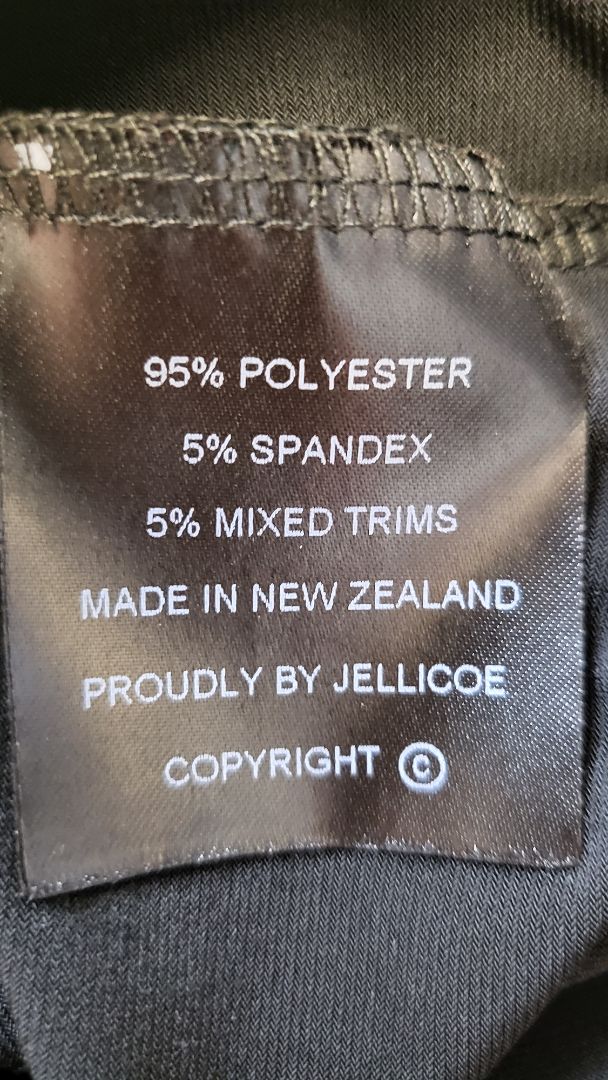 95% POLYESTER
5% SPANDEX
5% MIXED TRIMS
MADE IN NEW ZEALAND
PROUDLY BY JELLICOE
COPYRIGHT ©